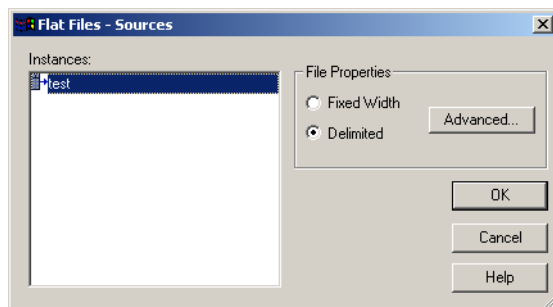 Flat Files - Sources
Instances:
test
File Properties
Fixed Width
Delimited
Advanced...
OK
Cancel
Help